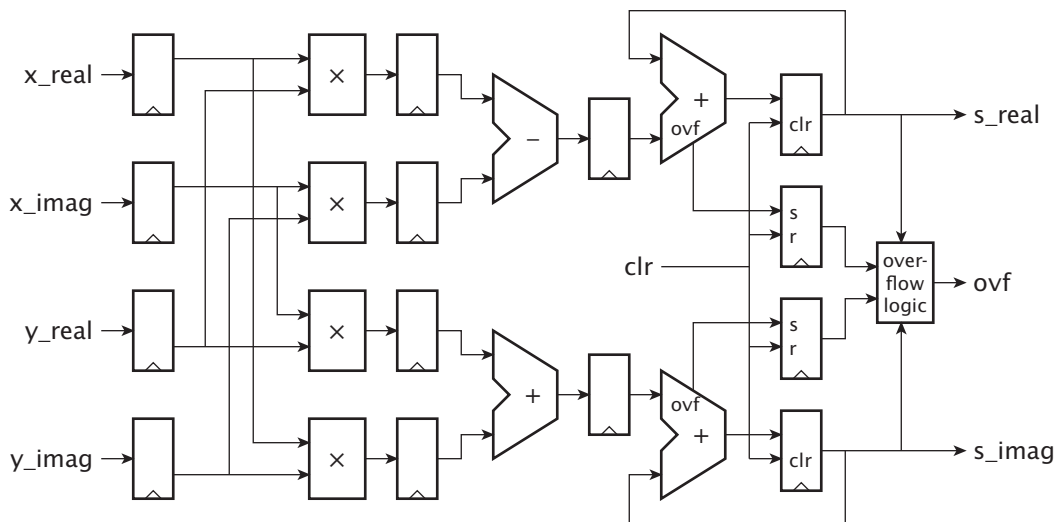 x_real
×
+
ovf
clr
s_real
−
x_imag
×
s
r
clr
over-
flow
logic
ovf
y_real
×
s
r
+
ovf
+
y_imag
×
clr
s_imag